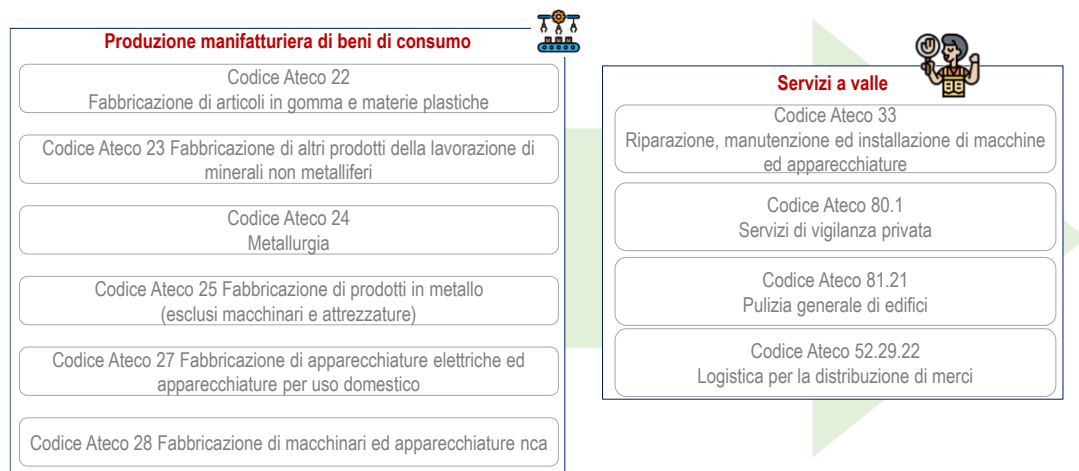 Produzione manifatturiera di beni di consumo
Codice Ateco 22
Fabbricazione di articoli in gomma e materie plastiche
Codice Ateco 23 Fabbricazione di altri prodotti della lavorazione di
minerali non metalliferi
Codice Ateco 24
Metallurgia
Codice Ateco 25 Fabbricazione di prodotti in metallo
(esclusi macchinari e attrezzature)
Codice Ateco 27 Fabbricazione di apparecchiature elettriche ed
apparecchiature per uso domestico
Codice Ateco 28 Fabbricazione di macchinari ed apparecchiature nca
Servizi a valle
Codice Ateco 33
Riparazione, manutenzione ed installazione di macchine
ed apparecchiature
Codice Ateco 80.1
Servizi di vigilanza privata
Codice Ateco 81.21
Pulizia generale di edifici
Codice Ateco 52.29.22
Logistica per la distribuzione di merci